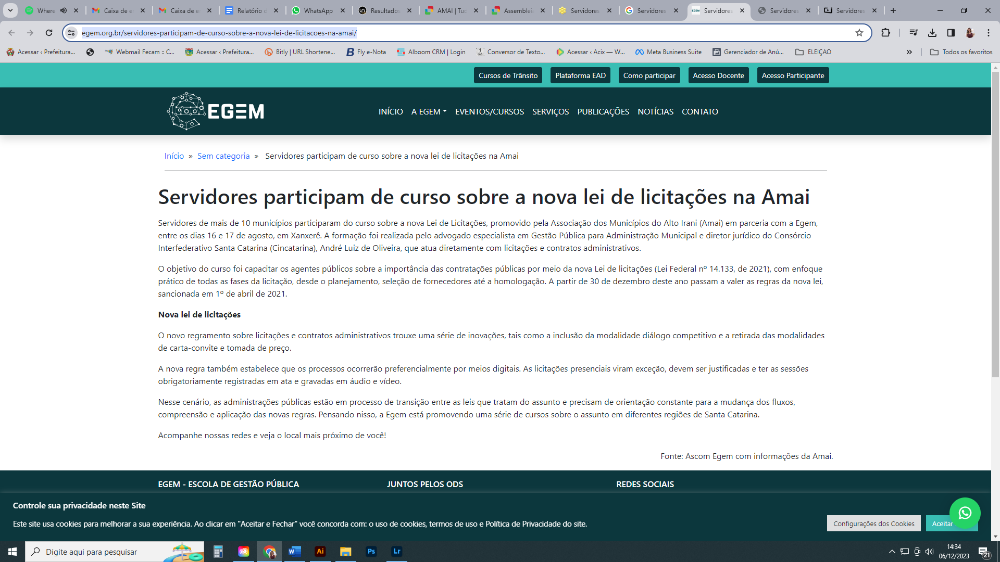 Where
Caixa de e
Caixa de e
Relatório d
WhatsApp
Resultados
AMAI | Tud
Assembleia
Servidores
Servidores
Servidores
Servidores
Servidores
egem.org.br/servidores-participam-de-curso-sobre-a-nova-lei-de-licitacoes-na-amai/
Acessar ‹ Prefeitura...
Webmail Fecam :: C...
Acessar ‹ Prefeitura...
Bitly | URL Shortene...
Fly e-Nota
Alboom CRM | Login
Conversor de Texto...
Acessar ‹ Acix — W...
Meta Business Suite
Gerenciador de Anú...
ELEIÇAO
»
Todos os favoritos
Cursos de Trânsito
Plataforma EAD
Como participar
Acesso Docente
Acesso Participante
EGEM
INÍCIO
A EGEM
EVENTOS/CURSOS
SERVIÇOS
PUBLICAÇÕES
NOTÍCIAS
CONTATO
Início » Sem categoria » Servidores participam de curso sobre a nova lei de licitações na Amai
Servidores participam de curso sobre a nova lei de licitações na Amai
Servidores de mais de 10 municípios participaram do curso sobre a nova Lei de Licitações, promovido pela Associação dos Municípios do Alto Irani (Amai) em parceria com a Egem,
entre os dias 16 e 17 de agosto, em Xanxerê. A formação foi realizada pelo advogado especialista em Gestão Pública para Administração Municipal e diretor jurídico do Consórcio
Interfederativo Santa Catarina (Cincatarina), André Luiz de Oliveira, que atua diretamente com licitações e contratos administrativos.
O objetivo do curso foi capacitar os agentes públicos sobre a importância das contratações públicas por meio da nova Lei de licitações (Lei Federal nº 14.133, de 2021), com enfoque
prático de todas as fases da licitação, desde o planejamento, seleção de fornecedores até a homologação. A partir de 30 de dezembro deste ano passam a valer as regras da nova lei,
sancionada em 1º de abril de 2021.
Nova lei de licitações
O novo regramento sobre licitações e contratos administrativos trouxe uma série de inovações, tais como a inclusão da modalidade diálogo competitivo e a retirada das modalidades
de carta-convite e tomada de preço.
A nova regra também estabelece que os processos ocorrerão preferencialmente por meios digitais. As licitações presenciais viram exceção, devem ser justificadas e ter as sessões
obrigatoriamente registradas em ata e gravadas em áudio e vídeo.
Nesse cenário, as administrações públicas estão em processo de transição entre as leis que tratam do assunto e precisam de orientação constante para a mudança dos fluxos,
compreensão e aplicação das novas regras. Pensando nisso, a Egem está promovendo uma série de cursos sobre o assunto em diferentes regiões de Santa Catarina.
Acompanhe nossas redes e veja o local mais próximo de você!
Fonte: Ascom Egem com informações da Amai.
EGEM - ESCOLA DE GESTÃO PÚBLICA
JUNTOS PELOS ODS
REDES SOCIAIS
Controle sua privacidade neste Site
Este site usa cookies para melhorar a sua experiência. Ao clicar em "Aceitar e Fechar" você concorda com: o uso de cookies, termos de uso e Política de Privacidade do site.
Configurações dos Cookies
Aceitar
Digite aqui para pesquisar
Ai
Ps
Lr
14:34
06/12/2023
21